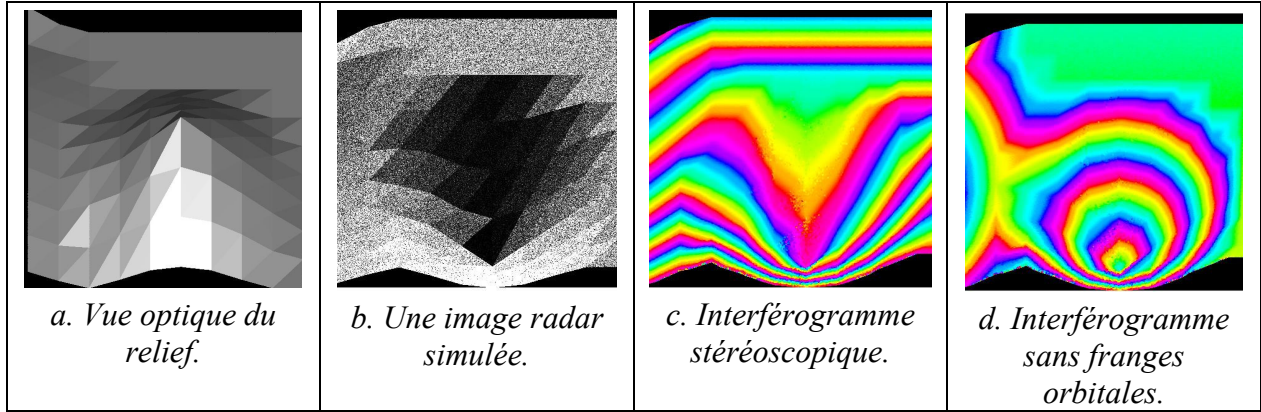 a. Vue optique du
relief.
b. Une image radar
simulée.
c. Interférogramme
stéréoscopique.
d. Interférogramme
sans franges
orbitales.